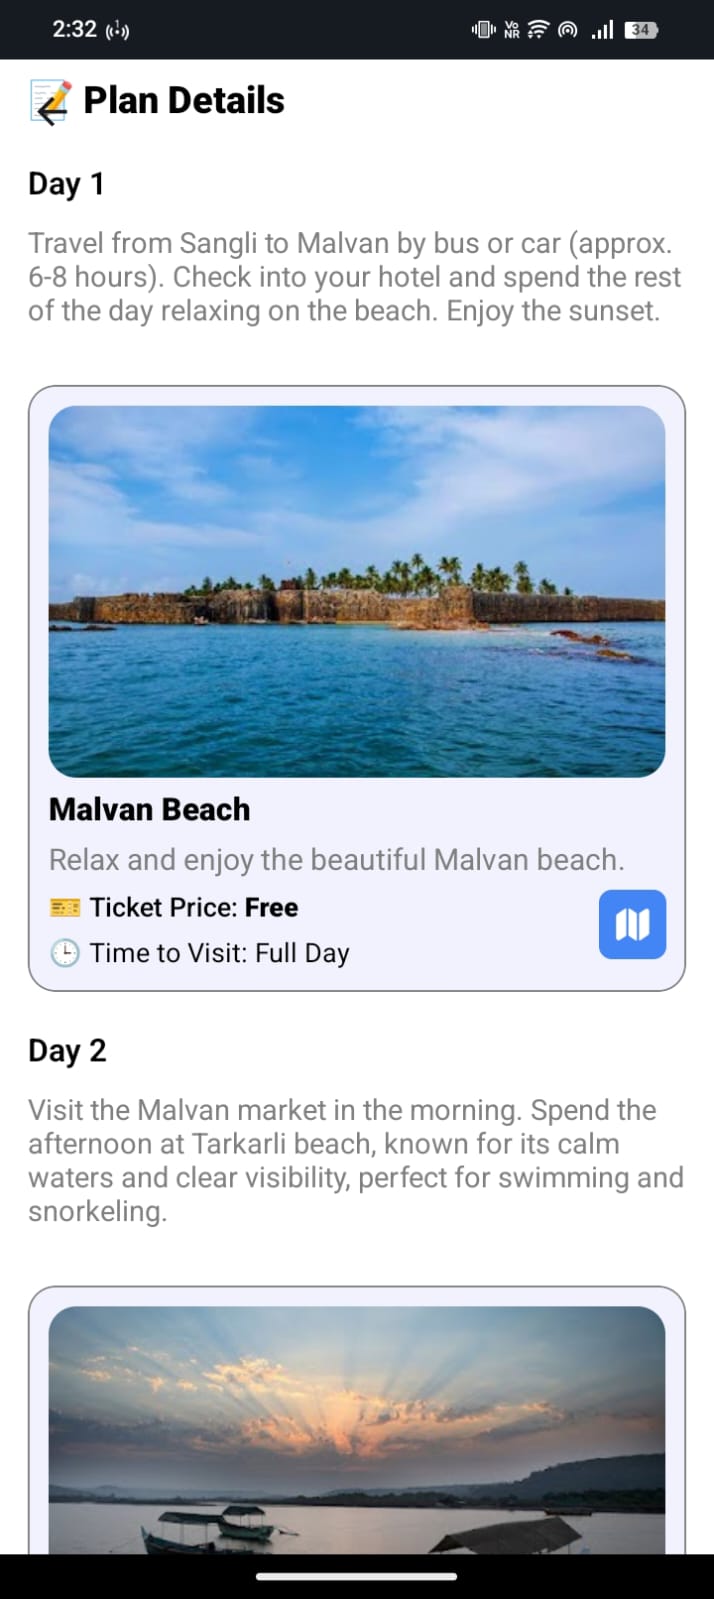 2:32
Vo
NR
34
Plan Details
Day 1
Travel from Sangli to Malvan by bus or car (approx.
6-8 hours). Check into your hotel and spend the rest
of the day relaxing on the beach. Enjoy the sunset.
Malvan Beach
Relax and enjoy the beautiful Malvan beach.
Ticket Price: Free
Time to Visit: Full Day
Day 2
Visit the Malvan market in the morning. Spend the
afternoon at Tarkarli beach, known for its calm
waters and clear visibility, perfect for swimming and
snorkeling.